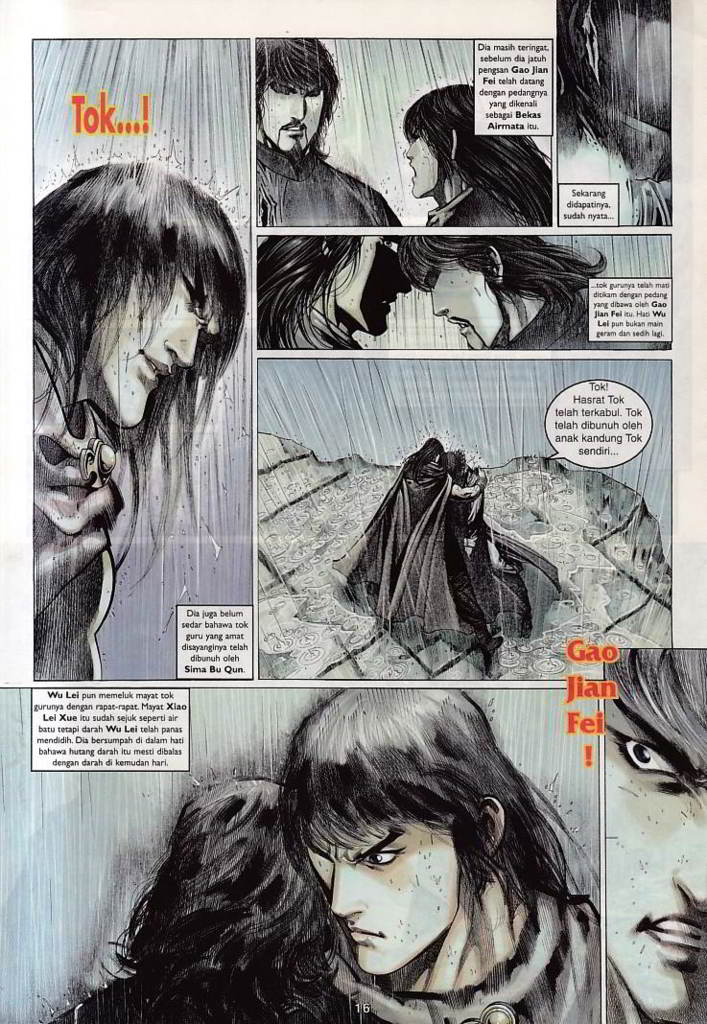 Tok...!
Dia masih teringat,
sebelum dia jatuh
pengsan Gao Jian
Fei telah datang
dengan pedangnya
yang dikenali
sebagai Bekas
Airmata itu.
Sekarang
didapatinya,
sudah nyata...
...tok gurunya telah mati
ditikam dengan pedang
yang dibawa oleh Gao
Jian Fei itu. Hati Wu
Lei pun bukan main
geram dan sedih lagi.
Tok!
Hasrat Tok
telah terkabul. Tok
telah dibunuh oleh
anak kandung Tok
sendiri...
Dia juga belum
sedar bahawa tok
guru yang amat
disayanginya telah
dibunuh oleh
Sima Bu Qun.
Wu Lei pun memeluk mayat tok
gurunya dengan rapat-rapat. Mayat Xiao
Lei Xue itu sudah sejuk seperti air
batu tetapi darah Wu Lei telah panas
mendidih. Dia bersumpah di dalam hati
bahawa hutang darah itu mesti dibalas
dengan darah di kemudian hari.
Gao
Jian
Fei
!
16